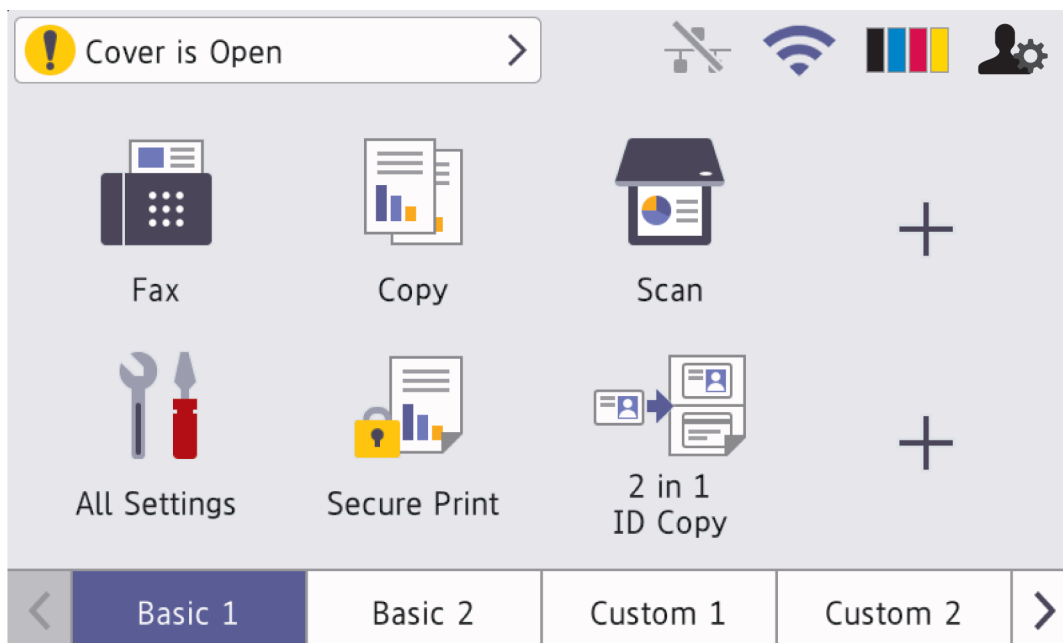 Cover is Open
Fax
Copy
Scan
All Settings
Secure Print
2 in 1
ID Copy
Basic 1
Basic 2
Custom 1
Custom 2